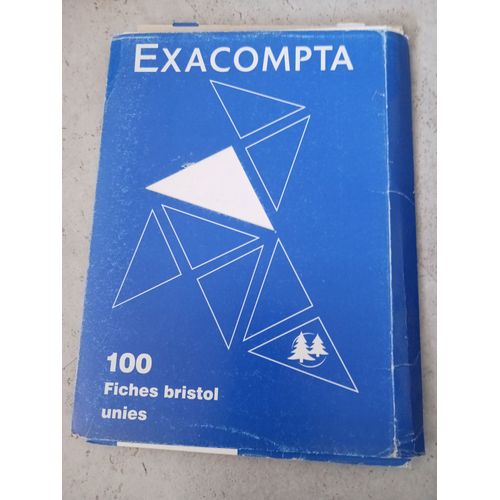 EXACOMPTA
100
Fiches bristol
unies